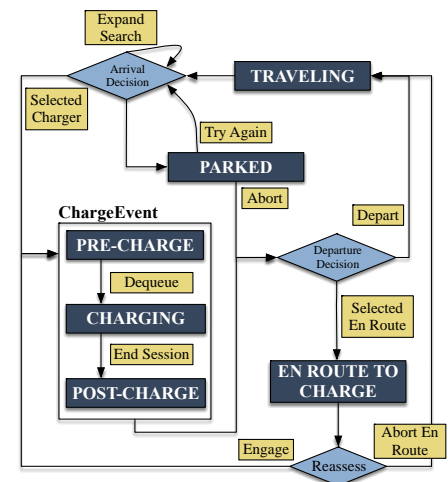 Expand
Search
Arrival
Decision
TRAVELING
Selected
Charger
Try Again
PARKED
Abort
ChargeEvent
Depart
PRE-CHARGE
Departure
Decision
Dequeue
CHARGING
Selected
En Route
End Session
EN ROUTE TO
CHARGE
POST-CHARGE
Engage
Abort En
Route
Reassess